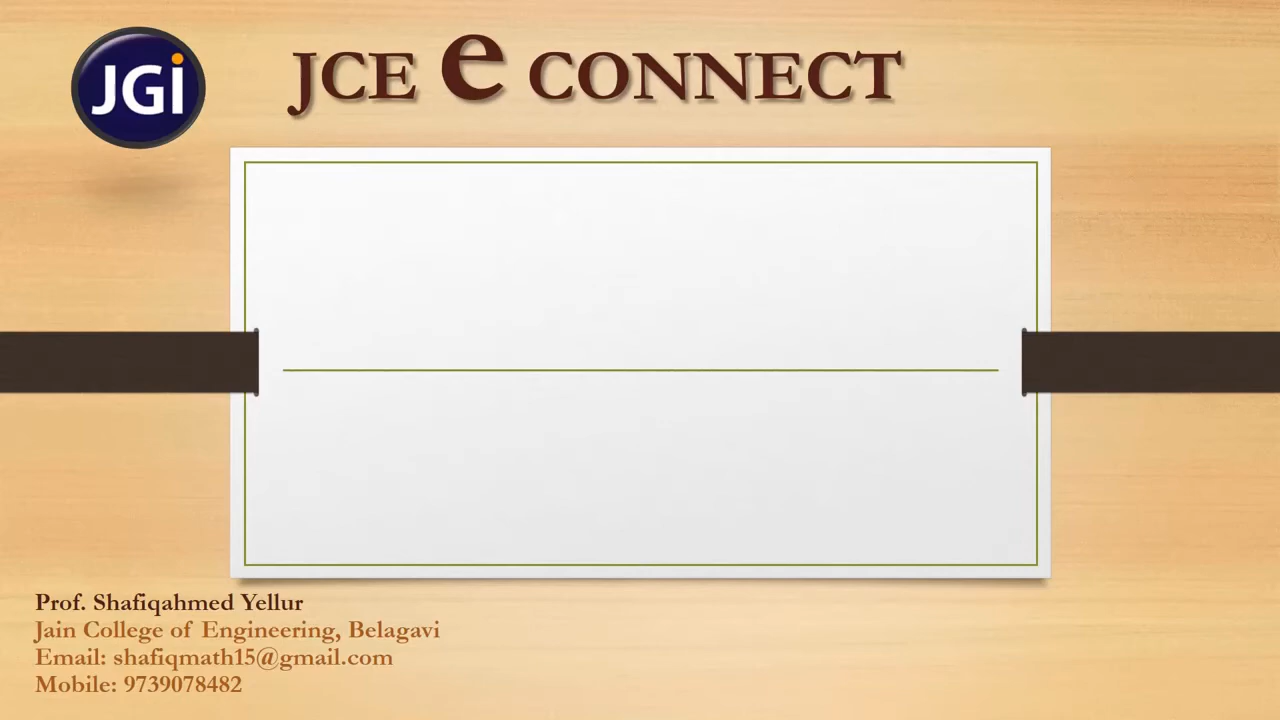 JGi
JCE e CONNECT
Prof. Shafiqahmed Yellur
Jain College of Engineering, Belagavi
Email: shafiqmath15@gmail.com
Mobile: 9739078482